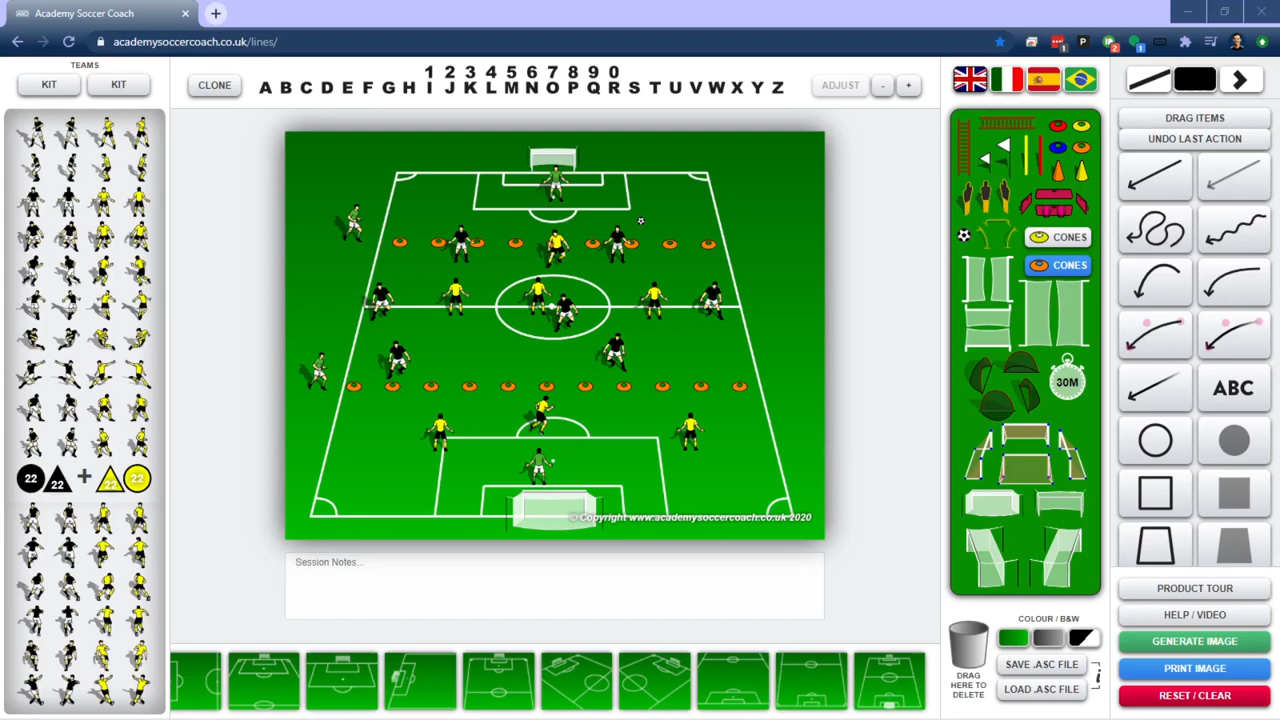 Academy Soccer Coach
academysoccercoach.co.uk/lines/
TEAMS
KIT
KIT
CLONE
1 2 3 4 5 6 7 8 9 0
A B C D E F G H I J K L M N O P Q R S T U V W X Y Z
ADJUST
-
+
DRAG ITEMS
UNDO LAST ACTION
CONES
CONES
30M
ABC
22
22
22
22
© Copyright www.academysoccercoach.co.uk 2020
Session Notes...
PRODUCT TOUR
HELP / VIDEO
GENERATE IMAGE
PRINT IMAGE
RESET / CLEAR
COLOUR / B&W
SAVE .ASC FILE
LOAD .ASC FILE
i
DRAG
HERE TO
DELETE